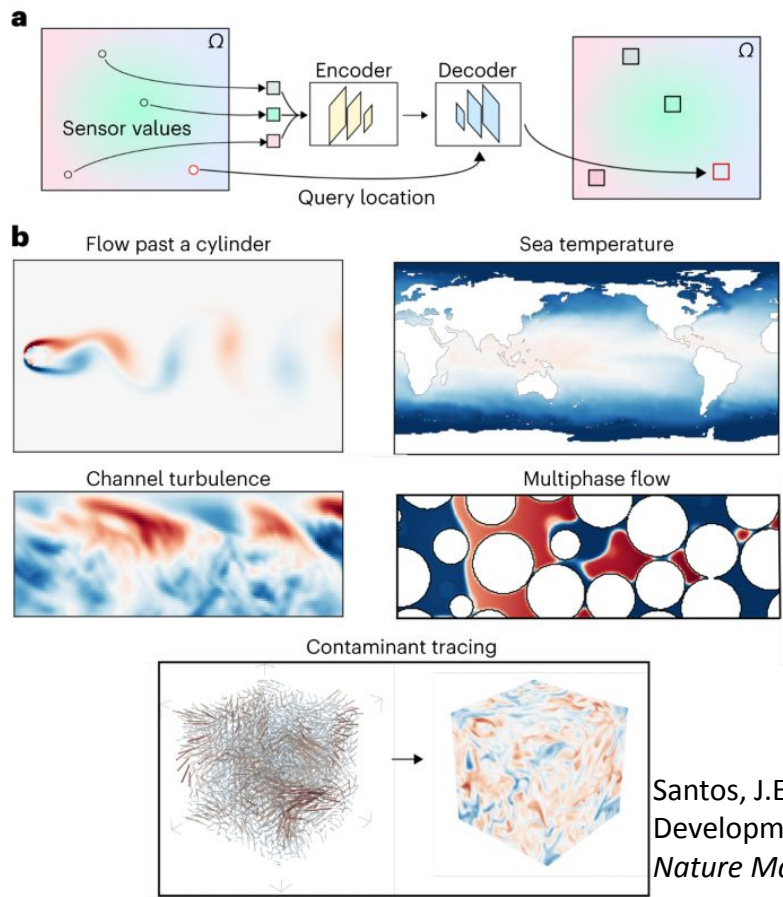 a
Ω
Sensor values
Encoder
Decoder
Query location
Ω
b
Flow past a cylinder
Sea temperature
Channel turbulence
Multiphase flow
Contaminant tracing
Santos, J.E
Developm
Nature Ma